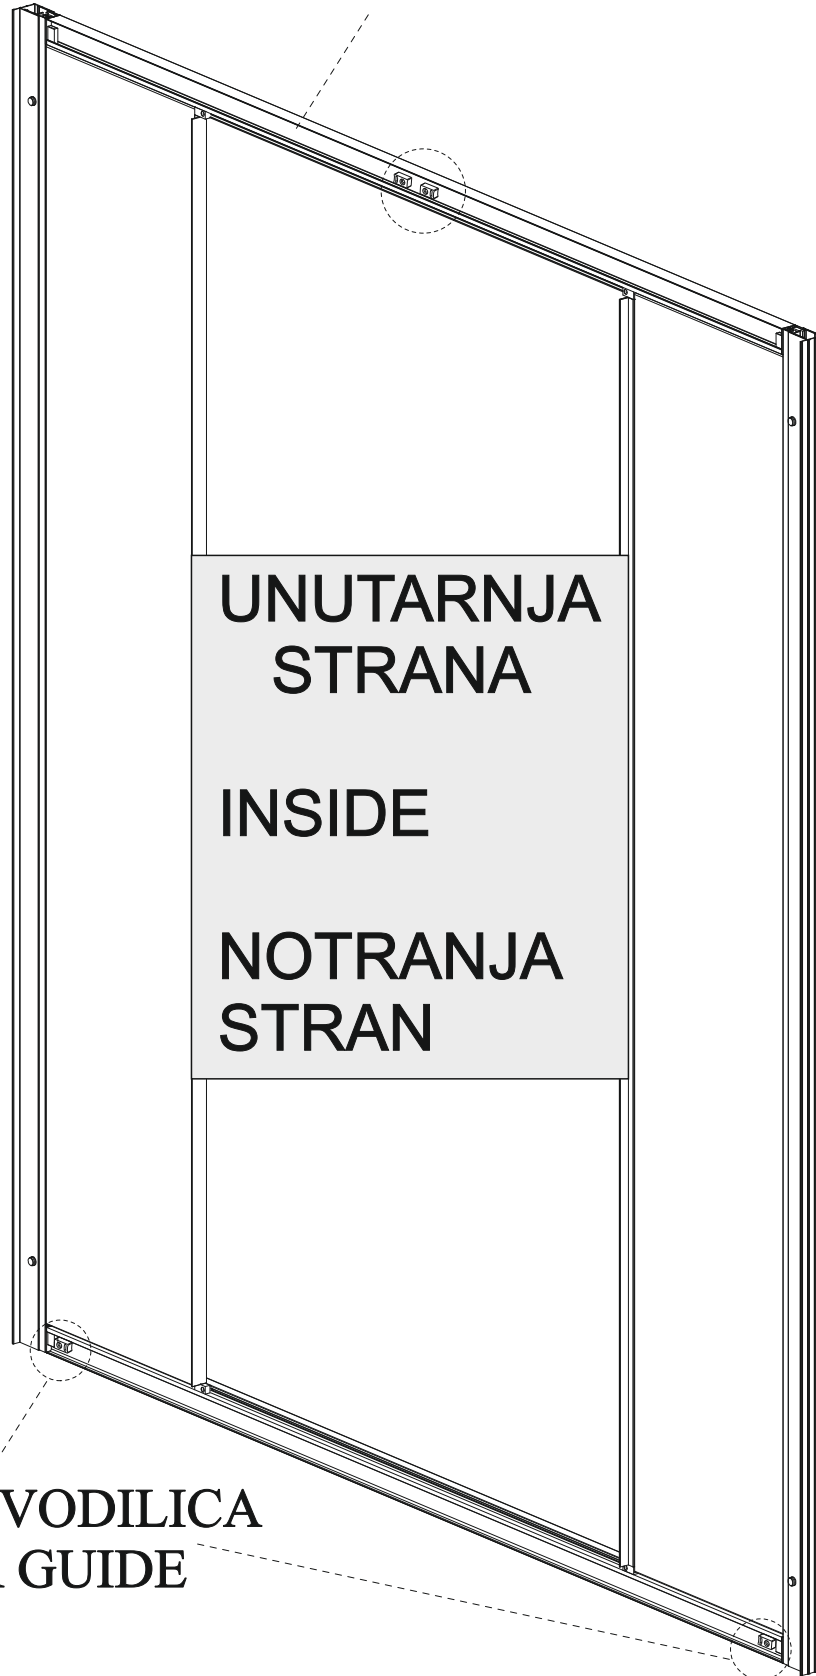 UNUTARNJA
STRANA
INSIDE
NOTRANJA
STRAN
VODILICA
GUIDE